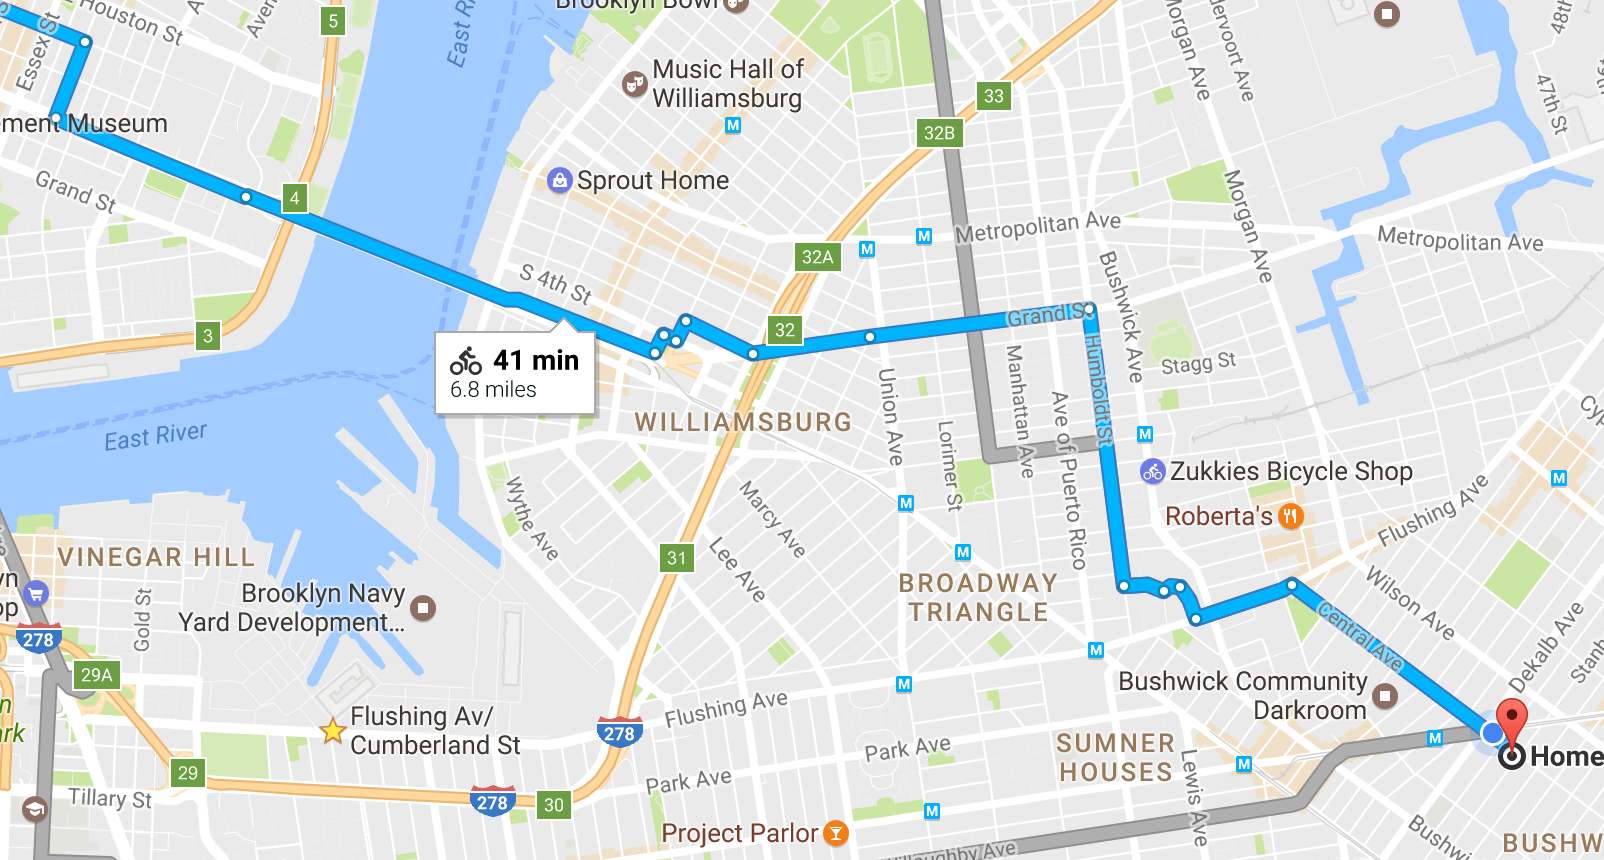 Brooklyn Bowl
Houston St
Essex St
5
East Ri
Morgan Ave
dervoort Ave
48th
Music Hall of
Williamsburg
33
47th St
ement Museum
M
32B
Grand St
4
Sprout Home
Morgan Ave
Metropolitan Ave
M
M
Metropolitan Ave
32A
S 4th St
Bushwick Ave
3
32
Grand St
Humboldt St
41 min
6.8 miles
Manhattan Ave
Stagg St
Union Ave
Ave of Puerto Rico
WILLIAMSBURG
East River
Lorimer St
M
Zukkies Bicycle Shop
M
Wythe Ave
Marcy Ave
M
Roberta's
Flushing Ave
VINEGAR HILL
31
Lee Ave
M
BROADWAY
TRIANGLE
Wilson Ave
Brooklyn Navy
Yard Development...
Gold St
278
Central Ave
Dekalb Ave
Stanh
M
29A
M
Bushwick Community
Darkroom
Flushing Av/
Cumberland St
Flushing Ave
278
SUMNER
HOUSES
Park Ave
M
M
Home
29
Lewis Ave
Tillary St
278
30
Park Ave
M
Project Parlor
Willoughby Ave
Bushwi
BUSHW